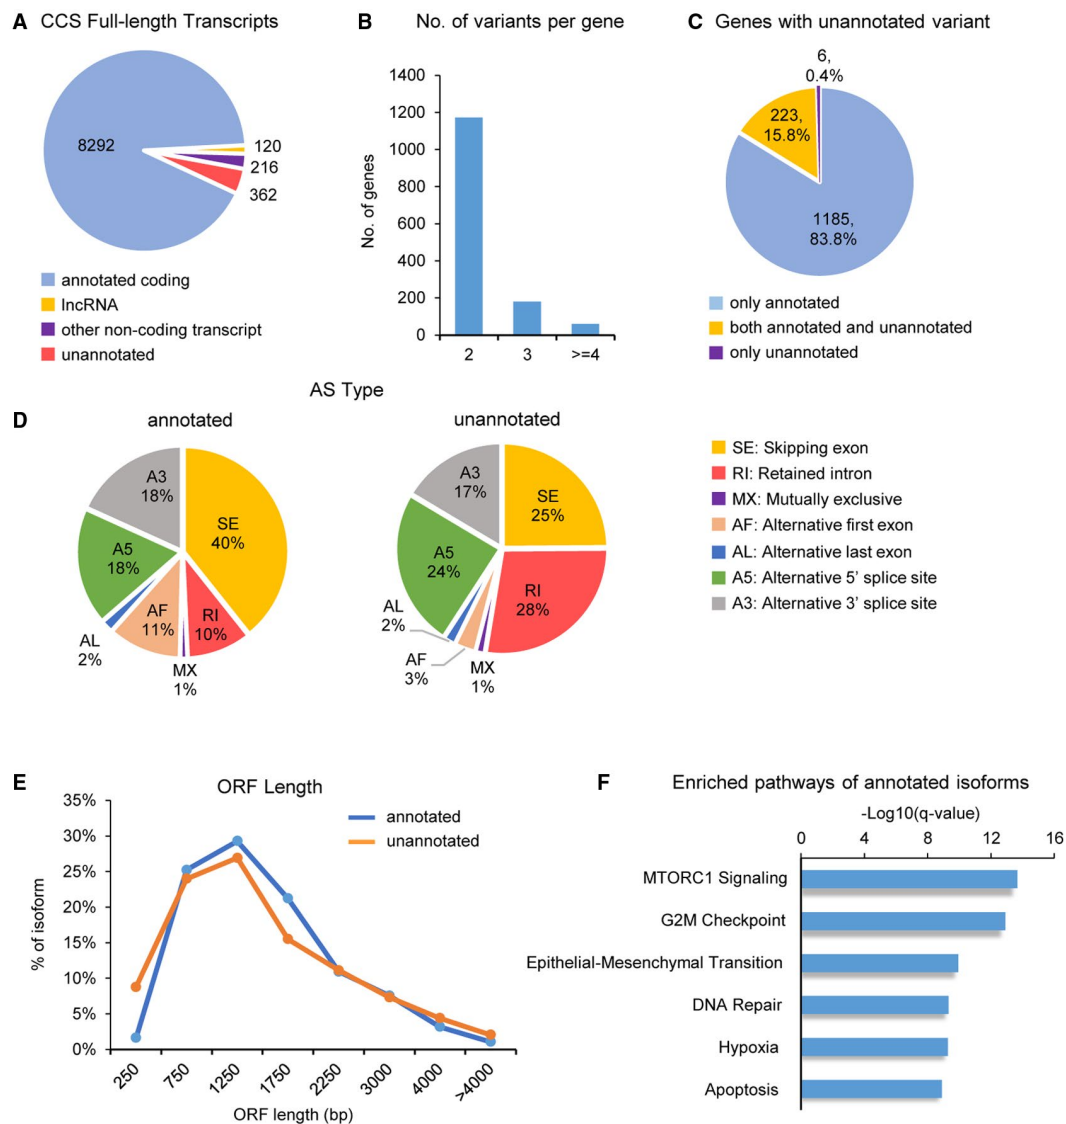 A CCS Full-length Transcripts
8292
120
216
362
annotated coding
lncRNA
other non-coding transcript
unannotated
B No. of variants per gene
No. of genes
1400
1200
1000
800
600
400
200
0
2 3 >=4
C Genes with unannotated variant
6,
0.4%
223,
15.8%
1185,
83.8%
only annotated
both annotated and unannotated
only unannotated
AS Type
D
annotated
A3
18%
SE
40%
A5
18%
AF
11%
RI
10%
AL
2%
MX
1%
unannotated
A3
17%
SE
25%
A5
24%
RI
28%
AL
2%
AF
3%
MX
1%
SE: Skipping exon
RI: Retained intron
MX: Mutually exclusive
AF: Alternative first exon
AL: Alternative last exon
A5: Alternative 5’ splice site
A3: Alternative 3’ splice site
E
ORF Length
annotated
unannotated
% of isoform
35%
30%
25%
20%
15%
10%
5%
0%
250 750 1250 1750 2250 3000 4000 >4000
ORF length (bp)
F Enriched pathways of annotated isoforms
-Log10(q-value)
0 4 8 12 16
MTORC1 Signaling
G2M Checkpoint
Epithelial-Mesenchymal Transition
DNA Repair
Hypoxia
Apoptosis